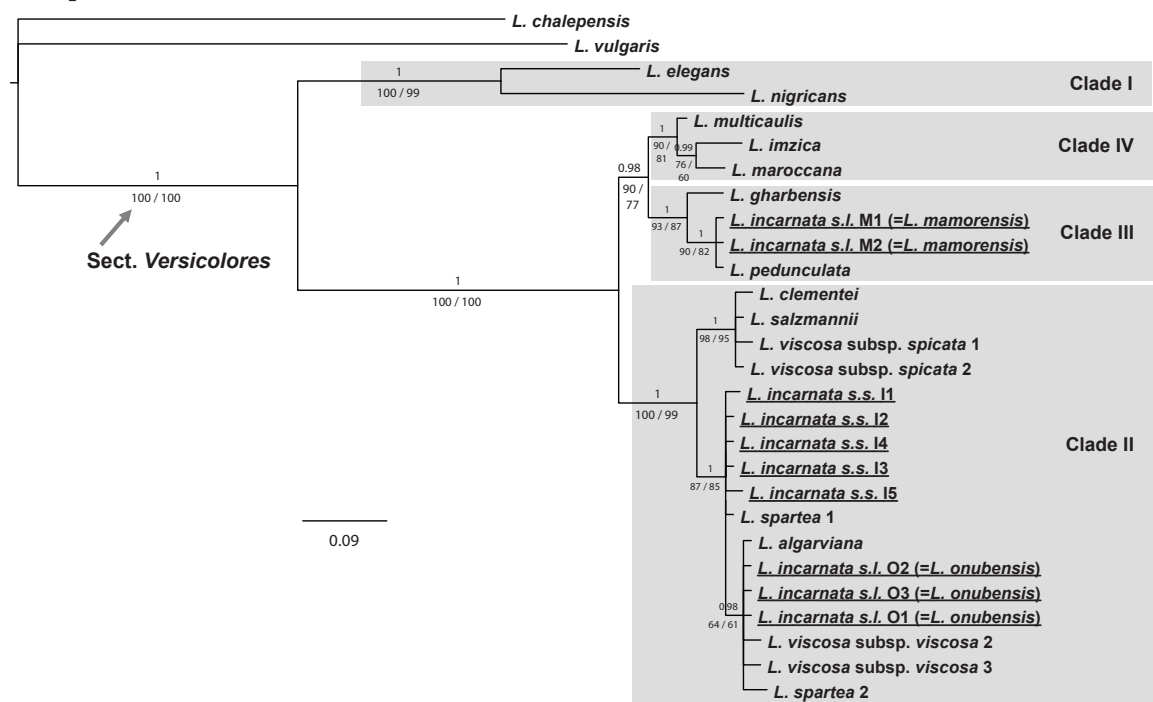 L. chalepensis
L. vulgaris
1
100 / 99
L. elegans
L. nigricans
Clade I
L. multicaulis
1
90 /
81
0.99
76 /
60
L. imzica
L. maroccana
Clade IV
0.98
90 /
77
1
100 / 100
Sect. Versicolores
L. gharbensis
1
93 / 87
L. incarnata s.l. M1 (=L. mamorensis)
1
90 / 82
L. incarnata s.l. M2 (=L. mamorensis)
L. pedunculata
Clade III
1
100 / 100
L. clementei
L. salzmannii
1
98 / 95
L. viscosa subsp. spicata 1
L. viscosa subsp. spicata 2
1
100 / 99
L. incarnata s.s. I1
L. incarnata s.s. I2
L. incarnata s.s. I4
L. incarnata s.s. I3
L. incarnata s.s. I5
1
87 / 85
L. spartea 1
Clade II
L. algarviana
L. incarnata s.l. O2 (=L. onubensis)
L. incarnata s.l. O3 (=L. onubensis)
L. incarnata s.l. O1 (=L. onubensis)
0.98
64 / 61
L. viscosa subsp. viscosa 2
L. viscosa subsp. viscosa 3
L. spartea 2
0.09